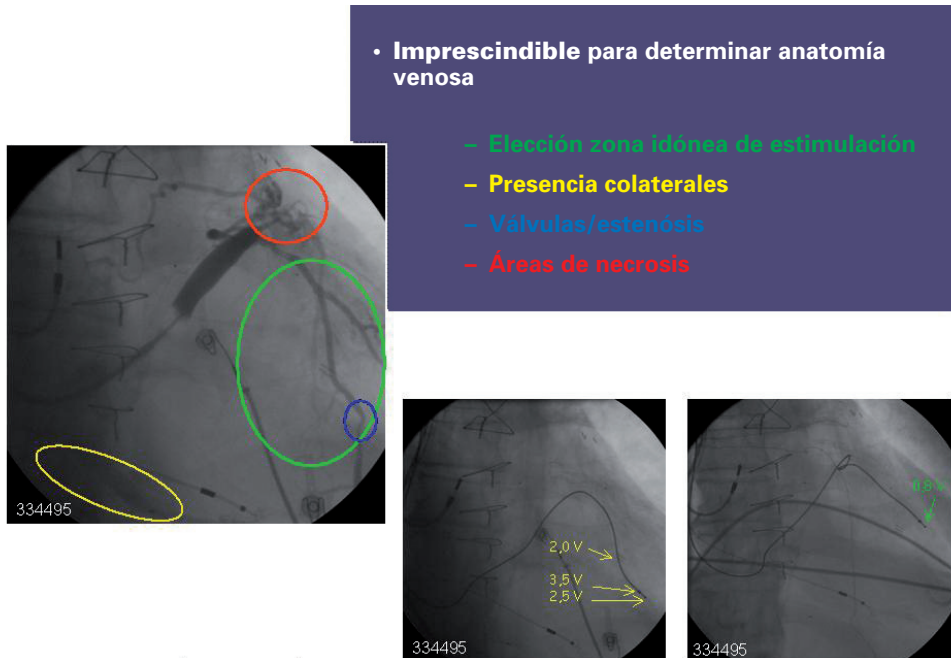 • Imprescindible para determinar anatomía
venosa
– Elección zona idónea de estimulación
– Presencia colaterales
– Válvulas/estenósis
– Áreas de necrosis
334495
2,0 V
3,5 V
2,5 V
334495
0,8 V
334495